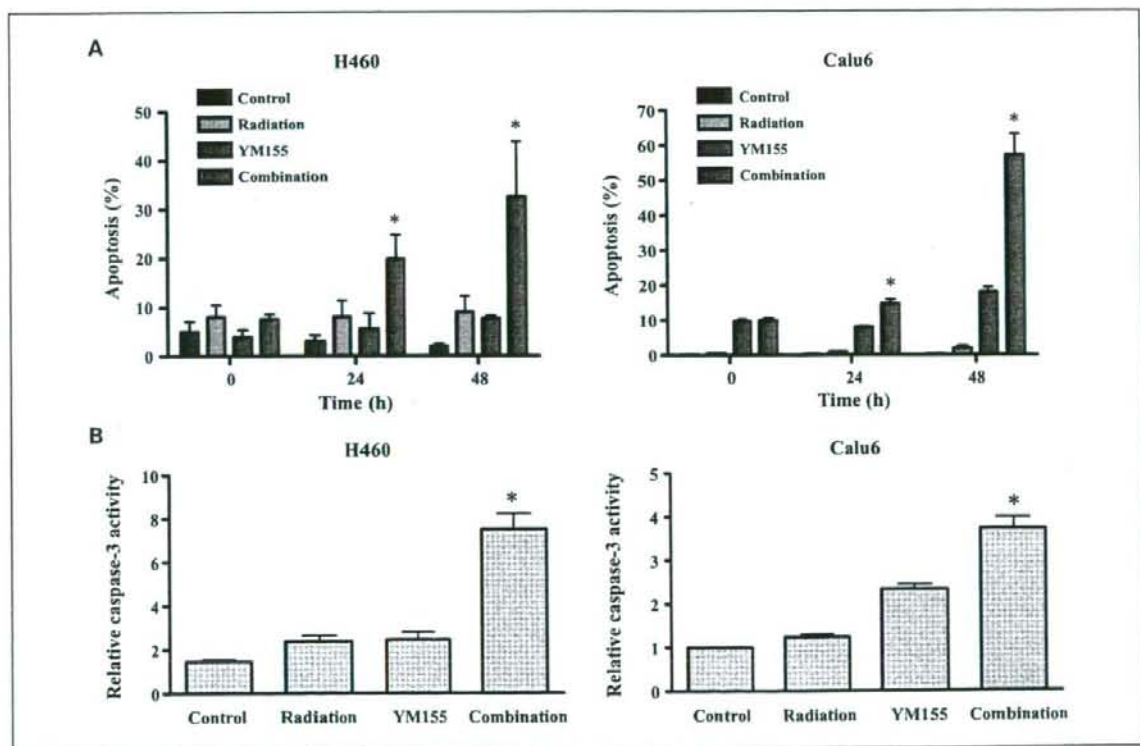 A
H460
Control
Radiation
YM155
Combination
Apoptosis (%)
50
40
30
20
10
0
*
*
0 24 48
Time (h)
Calu6
Control
Radiation
YM155
Combination
Apoptosis (%)
70
60
50
40
30
20
10
0
*
*
0 24 48
Time (h)
B
H460
Relative caspase-3 activity
10
8
6
4
2
0
*
Control Radiation YM155 Combination
Calu6
Relative caspase-3 activity
5
4
3
2
1
0
*
Control Radiation YM155 Combination